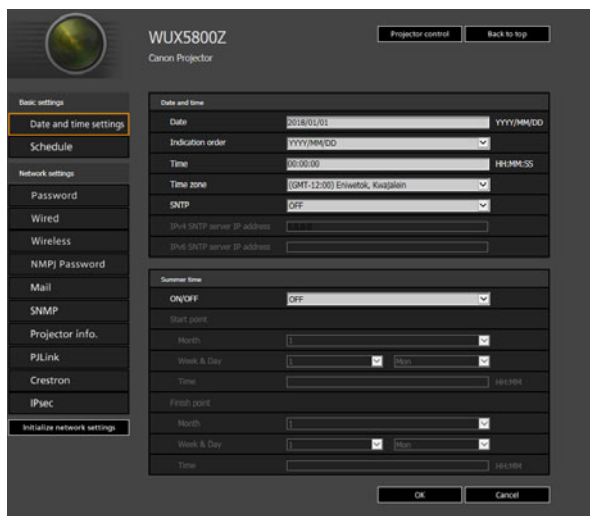 WUX5800Z
Canon Projector
Projector control
Back to top
Basic settings
Date and time settings
Schedule
Network settings
Password
Wired
Wireless
NMPJ Password
Mail
SNMP
Projector info.
PJLink
Crestron
IPsec
Initialize network settings
Date and time
Date 2018/01/01 YYYY/MM/DD
Indication order YYYY/MM/DD
Time 00:00:00 HH:MM:SS
Time zone (GMT-12:00) Eniwetok, Kwajalein
SNTP OFF
IPv4 SNTP server IP address
IPv6 SNTP server IP address
Summer time
ON/OFF OFF
Start point
Month 1
Week & Day 1 Mon
Time HH:MM
Finish point
Month 1
Week & Day 1 Mon
Time HH:MM
OK Cancel